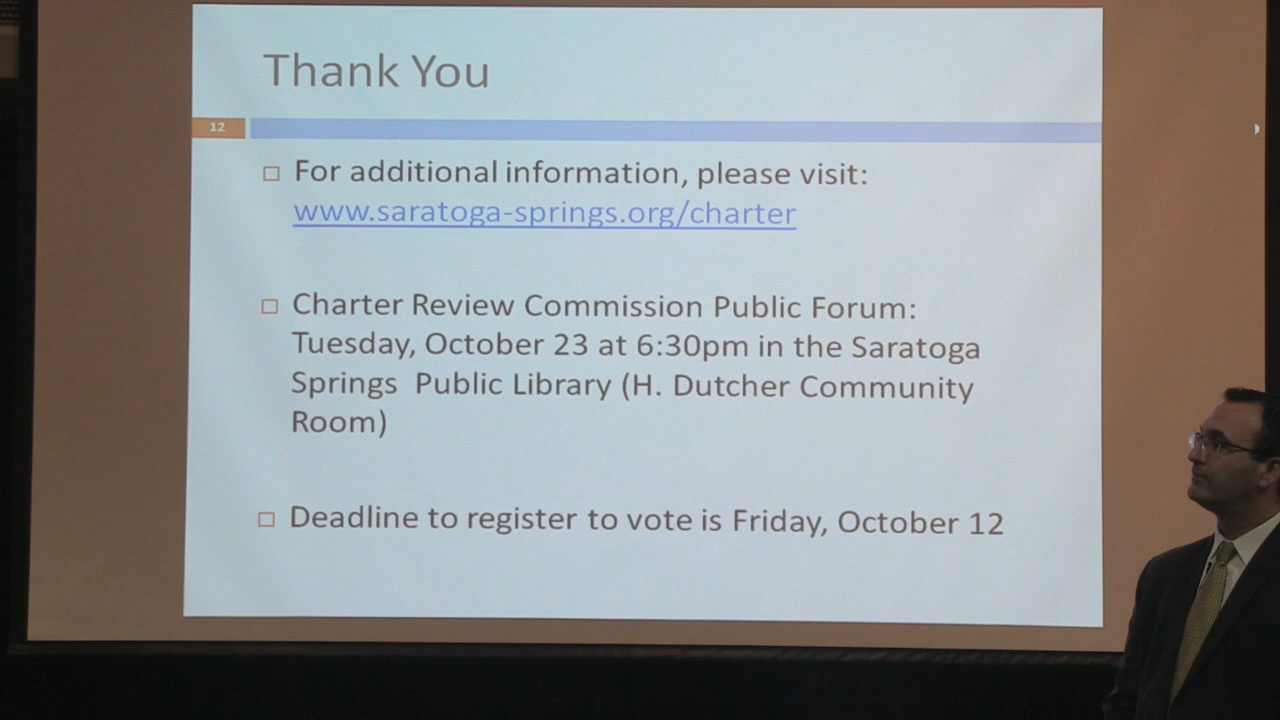 Thank You
12
For additional information, please visit:
www.saratoga-springs.org/charter
Charter Review Commission Public Forum:
Tuesday, October 23 at 6:30pm in the Saratoga
Springs Public Library (H. Dutcher Community
Room)
Deadline to register to vote is Friday, October 12